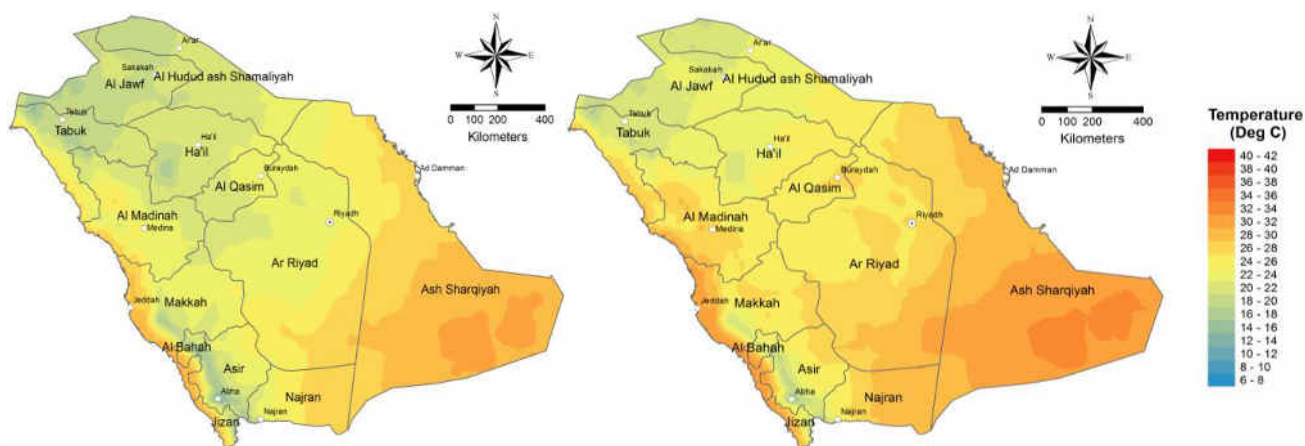 N
W E
S
0 100 200 400
Kilometers
Ar'ar
Sakakah
Al Jawf
Al Hudud ash Shamaliyah
Tabuk
Tabuk
Ha'il
Ha'il
Al Qasim
Buraydah
Ad Damman
Al Madinah
Medina
Riyadh
Ar Riyad
Ash Sharqiyah
Jeddah
Makkah
Al Bahah
Asir
Abha
Najran
Najran
Jizan
N
W E
S
0 100 200 400
Kilometers
Ar'ar
Sakakah
Al Jawf
Al Hudud ash Shamaliyah
Tabuk
Tabuk
Ha'il
Ha'il
Al Qasim
Buraydah
Ad Damman
Al Madinah
Medina
Riyadh
Ar Riyad
Ash Sharqiyah
Jeddah
Makkah
Al Bahah
Asir
Abha
Najran
Najran
Jizan
Temperature
(Deg C)
40 - 42
38 - 40
36 - 38
34 - 36
32 - 34
30 - 32
28 - 30
26 - 28
24 - 26
22 - 24
20 - 22
18 - 20
16 - 18
14 - 16
12 - 14
10 - 12
8 - 10
6 - 8